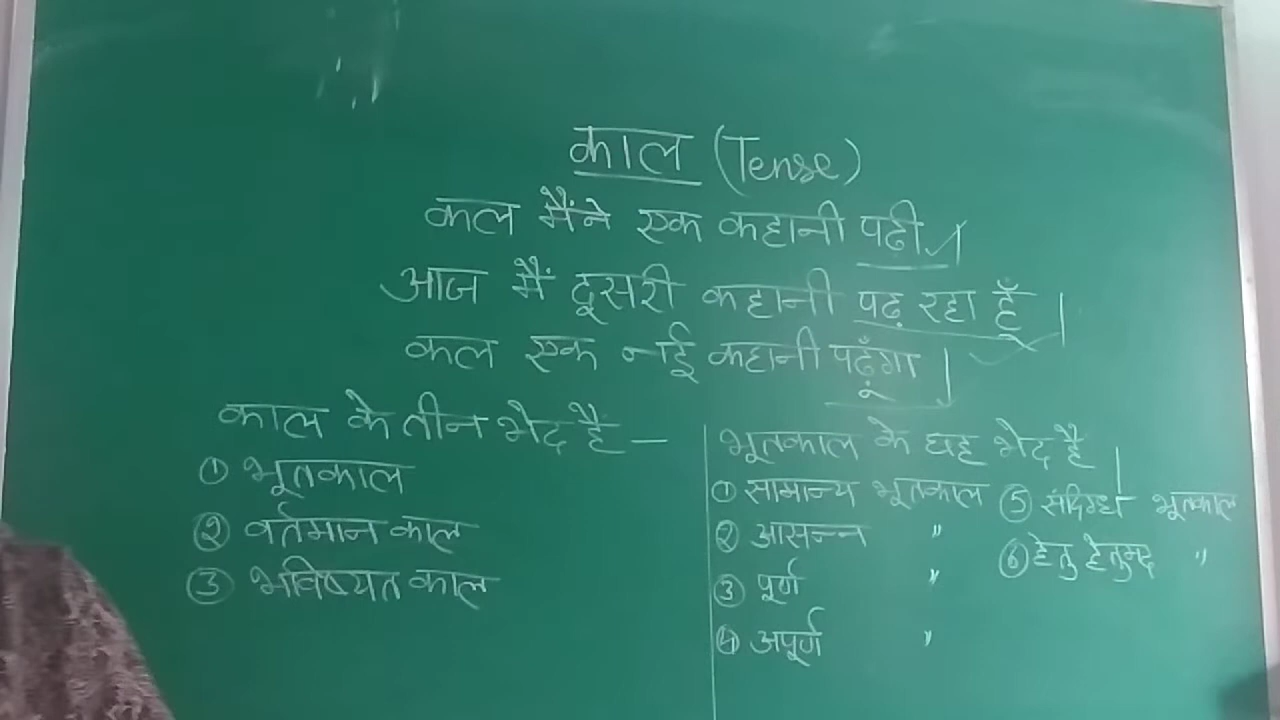 काल (Tense)
कल मैंने एक कहानी पढ़ी।
आज मैं दूसरी कहानी पढ़ रहा हूँ।
कल एक नई कहानी पढूँगा।
काल के तीन भेद है —
① भूतकाल
② वर्तमान काल
③ भविष्यत काल
भूतकाल के छह भेद है।
① सामान्य भूतकाल
② आसन्न "
③ पूर्ण "
④ अपूर्ण "
⑤ संदिग्ध भूतकाल
⑥ हेतु हेतुमद "